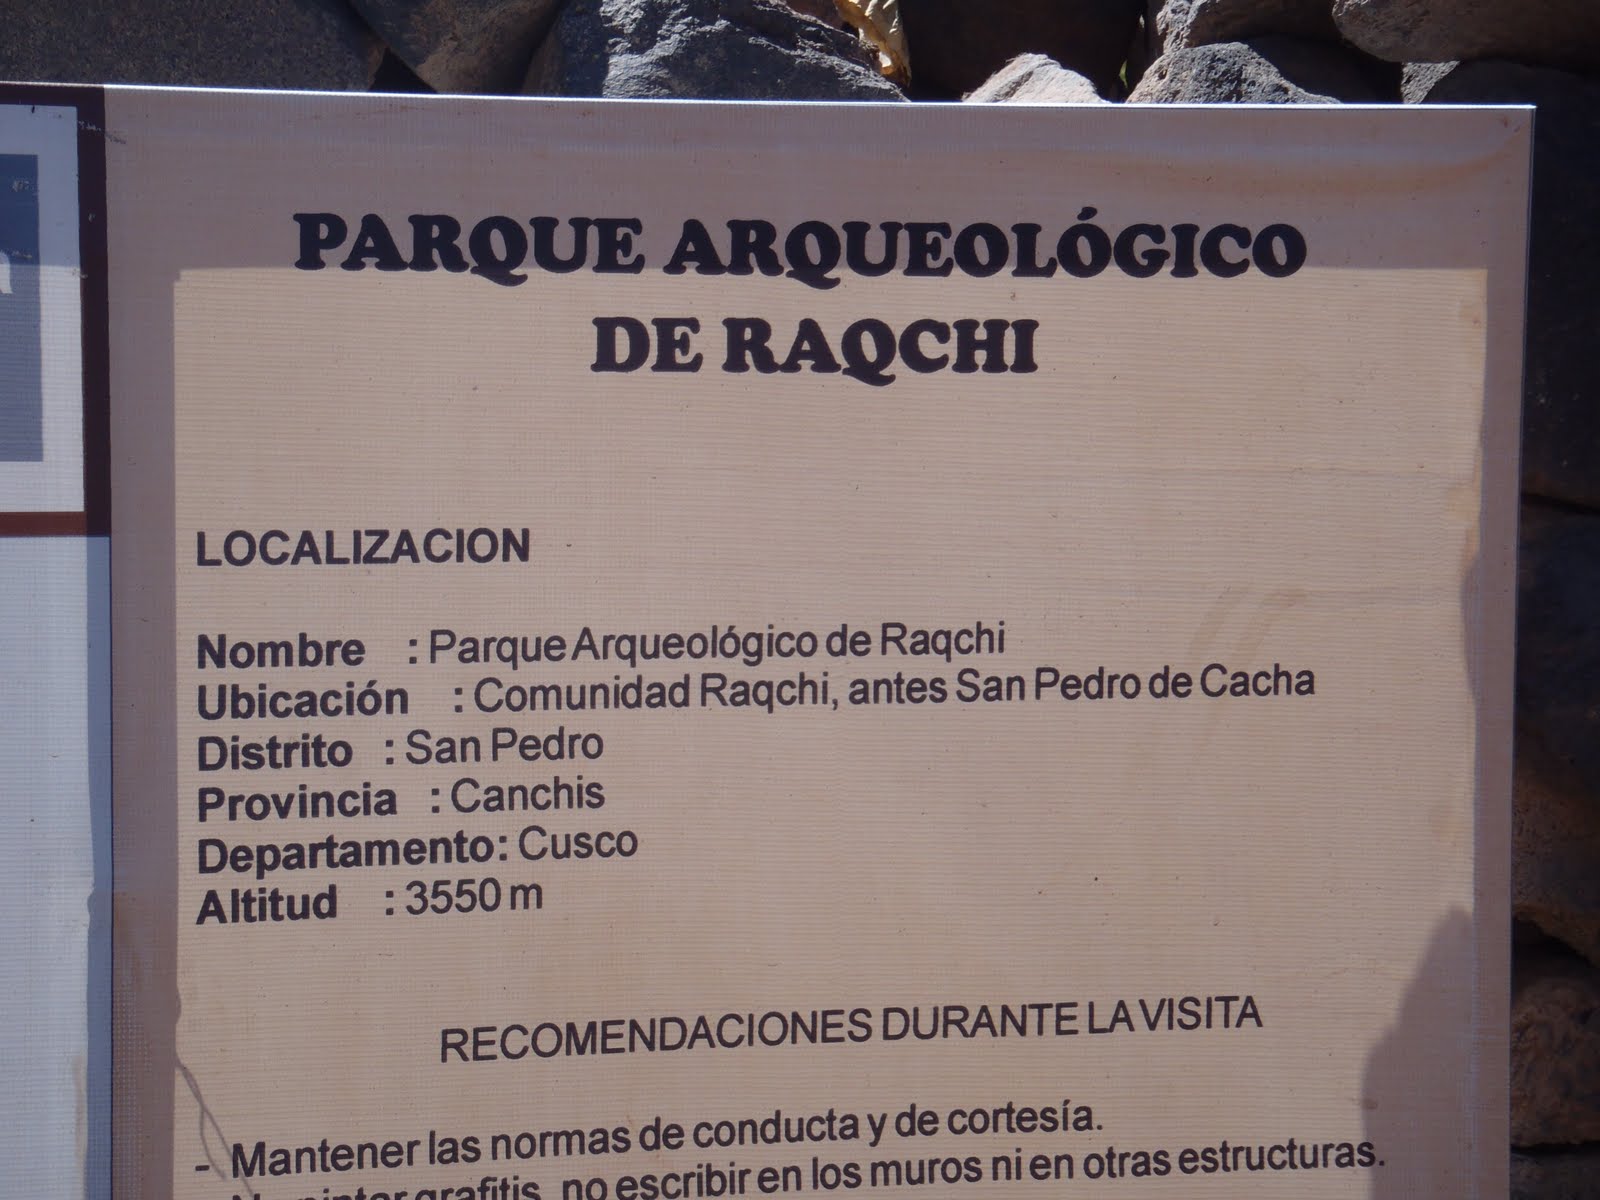 PARQUE ARQUEOLÓGICO
DE RAQCHI
LOCALIZACION
Nombre : Parque Arqueológico de Raqchi
Ubicación : Comunidad Raqchi, antes San Pedro de Cacha
Distrito : San Pedro
Provincia : Canchis
Departamento : Cusco
Altitud : 3550 m
RECOMENDACIONES DURANTE LA VISITA
- Mantener las normas de conducta y de cortesía.
grafitis, no escribir en los muros ni en otras estructuras.